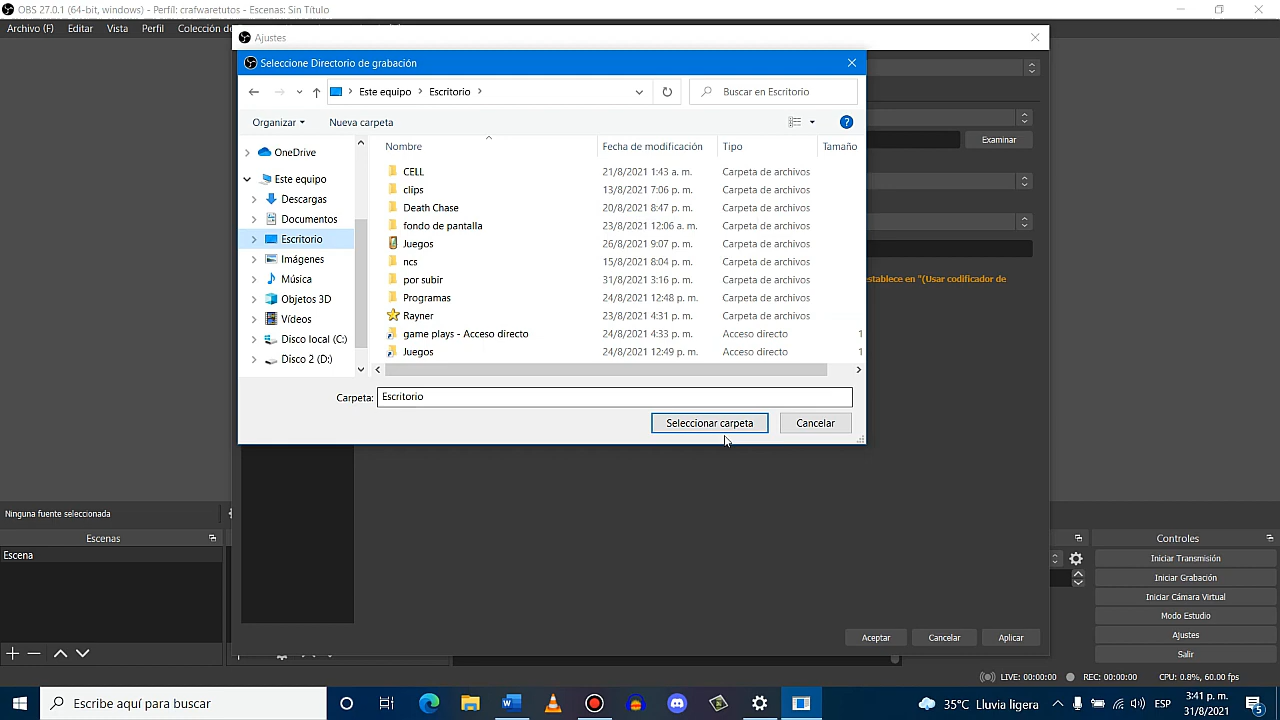 OBS 27.0.1 (64-bit, windows) - Perfil: crafwaretutos - Escenas: Sin Título
Archivo (F) Editar Vista Perfil Colección de
Ajustes
Seleccione Directorio de grabación
Este equipo Escritorio Buscar en Escritorio
Organizar Nueva carpeta
Examinar
Nombre Fecha de modificación Tipo Tamaño
OneDrive
Este equipo
Descargas
Documentos
Escritorio
Imágenes
Música
Objetos 3D
Vídeos
Disco local (C:)
Disco 2 (D:)
CELL 21/8/2021 1:43 a. m. Carpeta de archivos
clips 13/8/2021 7:06 p. m. Carpeta de archivos
Death Chase 20/8/2021 8:47 p. m. Carpeta de archivos
fondo de pantalla 23/8/2021 12:06 a. m. Carpeta de archivos
Juegos 26/8/2021 9:07 p. m. Carpeta de archivos
ncs 15/8/2021 8:04 p. m. Carpeta de archivos
por subir 31/8/2021 3:16 p. m. Carpeta de archivos
Programas 24/8/2021 12:48 p. m. Carpeta de archivos
Rayner 23/8/2021 4:31 p. m. Carpeta de archivos
game plays - Acceso directo 24/8/2021 4:33 p. m. Acceso directo 1
Juegos 24/8/2021 12:49 p. m. Acceso directo 1
establece en "(Usar codificador de
Carpeta: Escritorio
Seleccionar carpeta Cancelar
Ninguna fuente seleccionada
Escenas
Escena
Controles
Iniciar Transmisión
Iniciar Grabación
Iniciar Cámara Virtual
Modo Estudio
Ajustes
Salir
Aceptar Cancelar Aplicar
LIVE: 00:00:00 REC: 00:00:00 CPU: 0.8%, 60.00 fps
Escribe aquí para buscar
35°C Lluvia ligera ESP 3:41 p. m.
31/8/2021
5